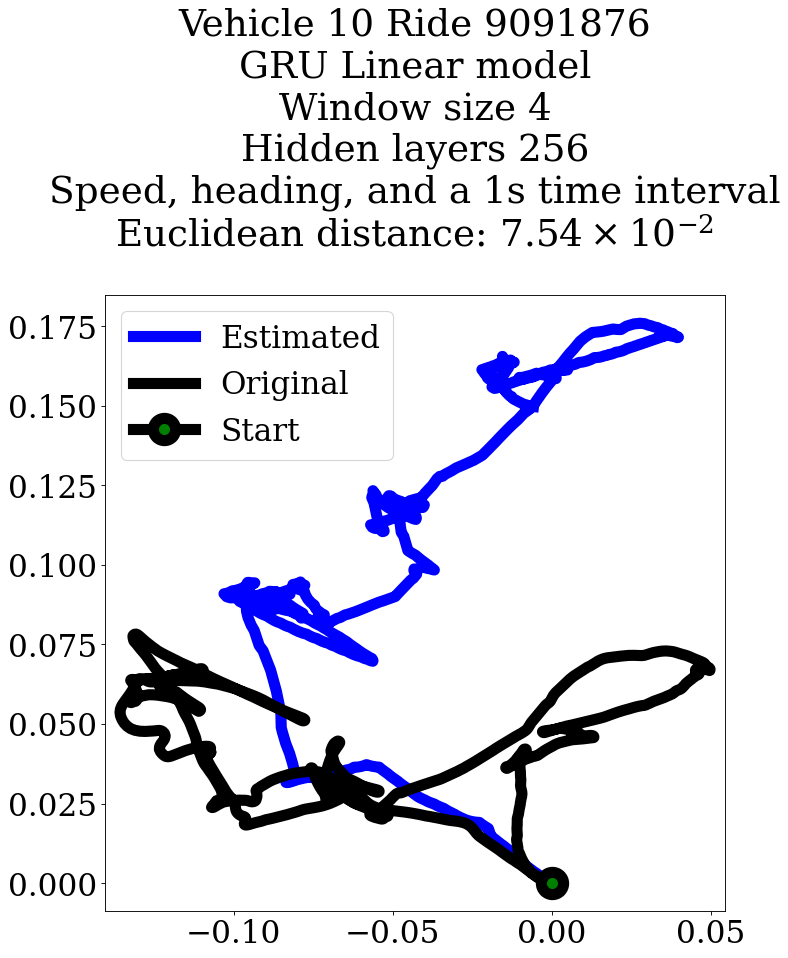 Vehicle 10 Ride 9091876
GRU Linear model
Window size 4
Hidden layers 256
Speed, heading, and a 1s time interval
Euclidean distance: 7.54 × 10⁻²
Estimated
Original
Start
0.175
0.150
0.125
0.100
0.075
0.050
0.025
0.000
−0.10
−0.05
0.00
0.05